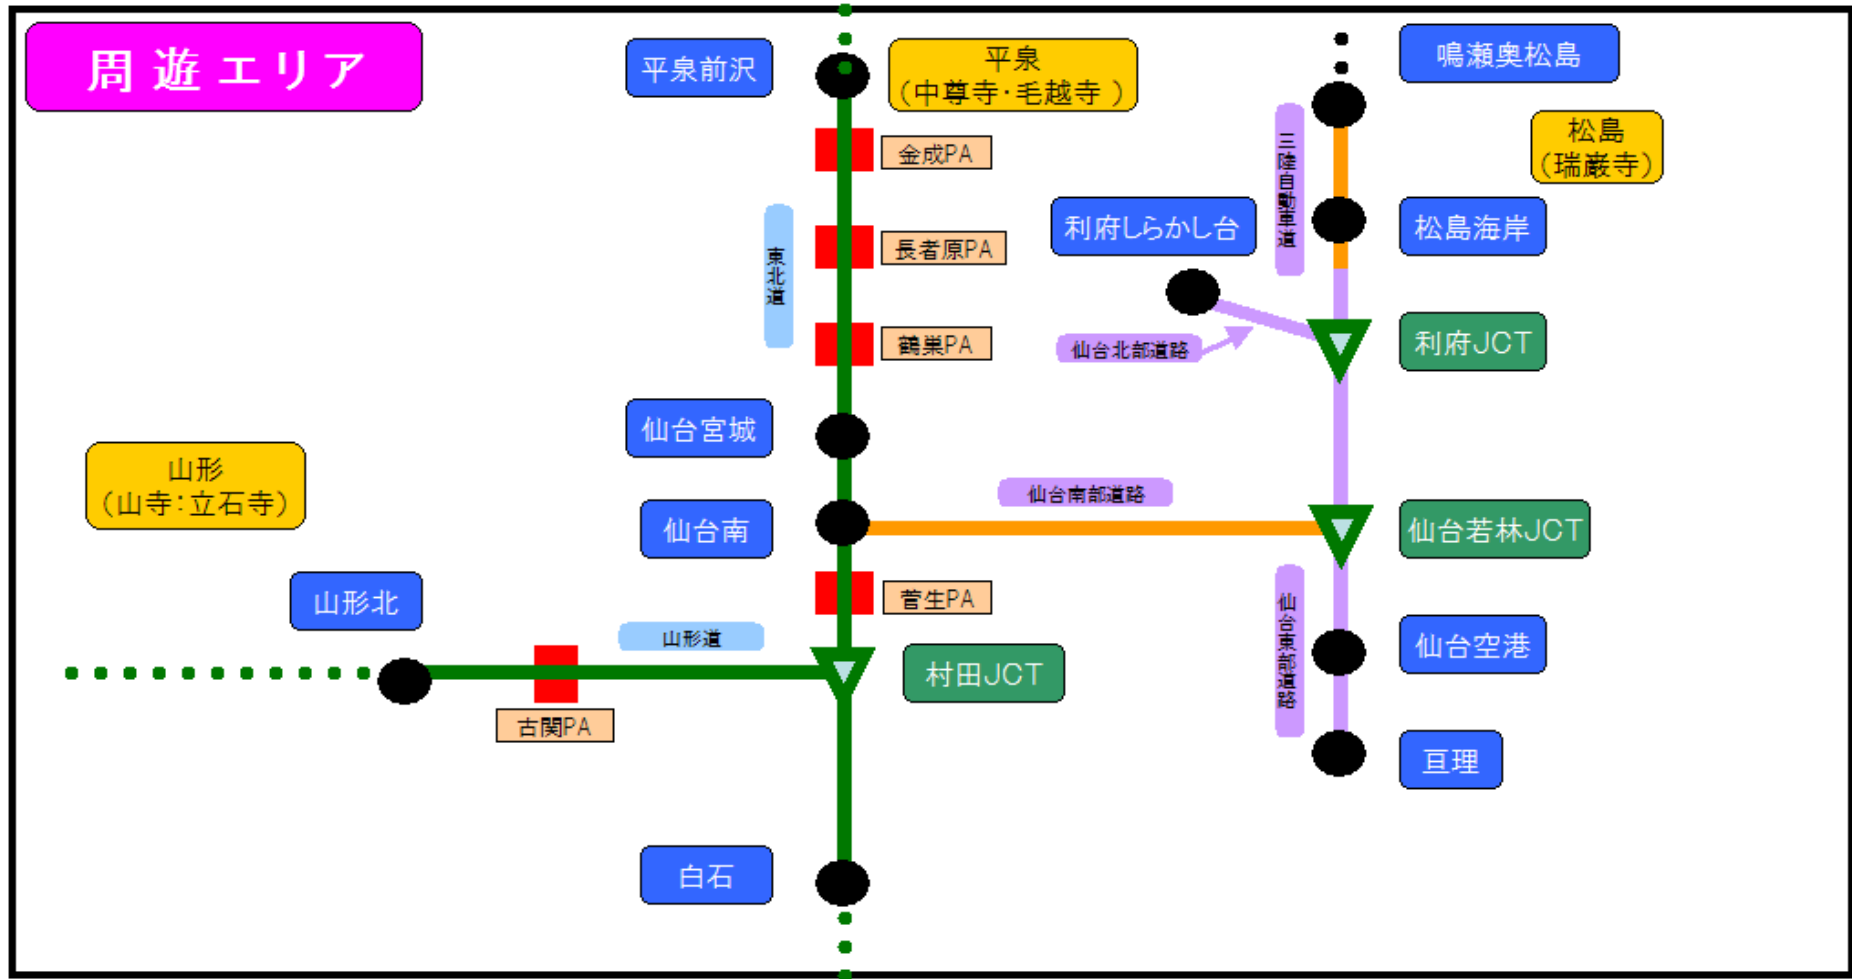 周遊エリア
平泉前沢
平泉
（中尊寺･毛越寺 ）
鳴瀬奥松島
金成PA
三陸自動車道
松島
（瑞巌寺）
東北道
長者原PA
利府しらかし台
松島海岸
鶴巣PA
仙台北部道路
利府JCT
仙台宮城
山形
（山寺：立石寺）
仙台南
仙台南部道路
仙台若林JCT
山形北
山形道
菅生PA
仙台東部道路
仙台空港
古関PA
村田JCT
亘理
白石